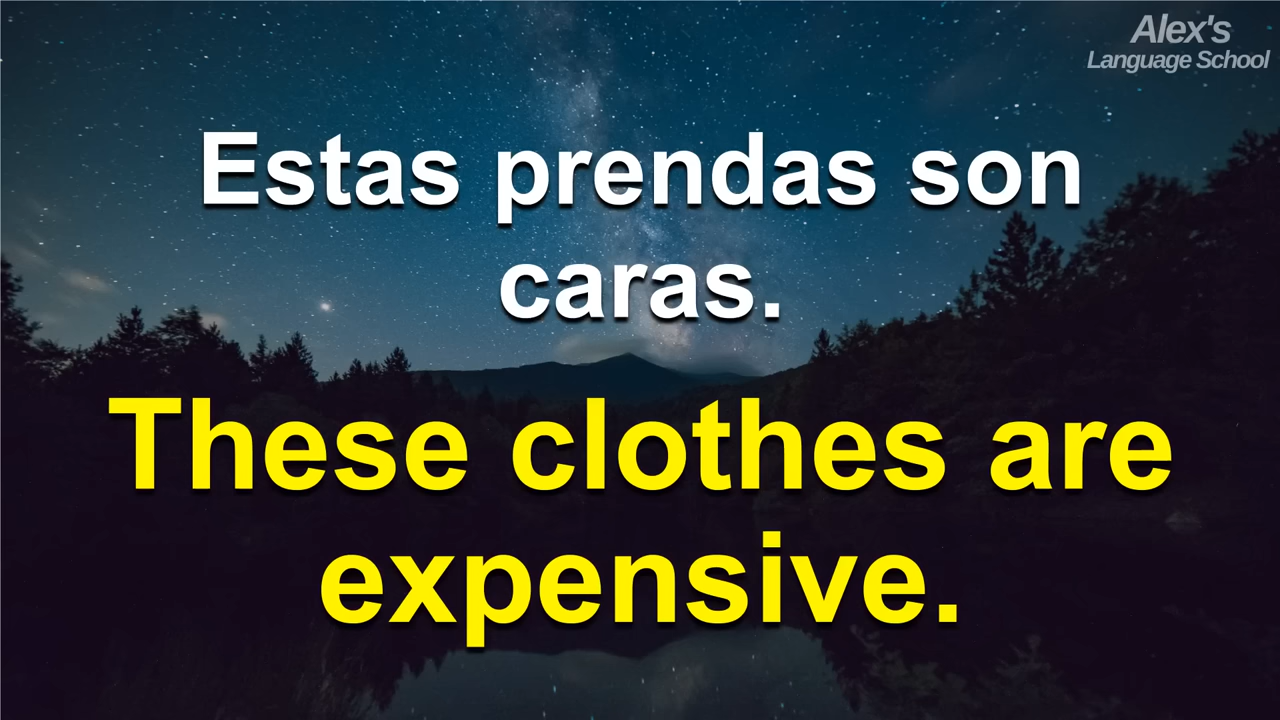 Alex's
Language School
Estas prendas son
caras.
These clothes are
expensive.